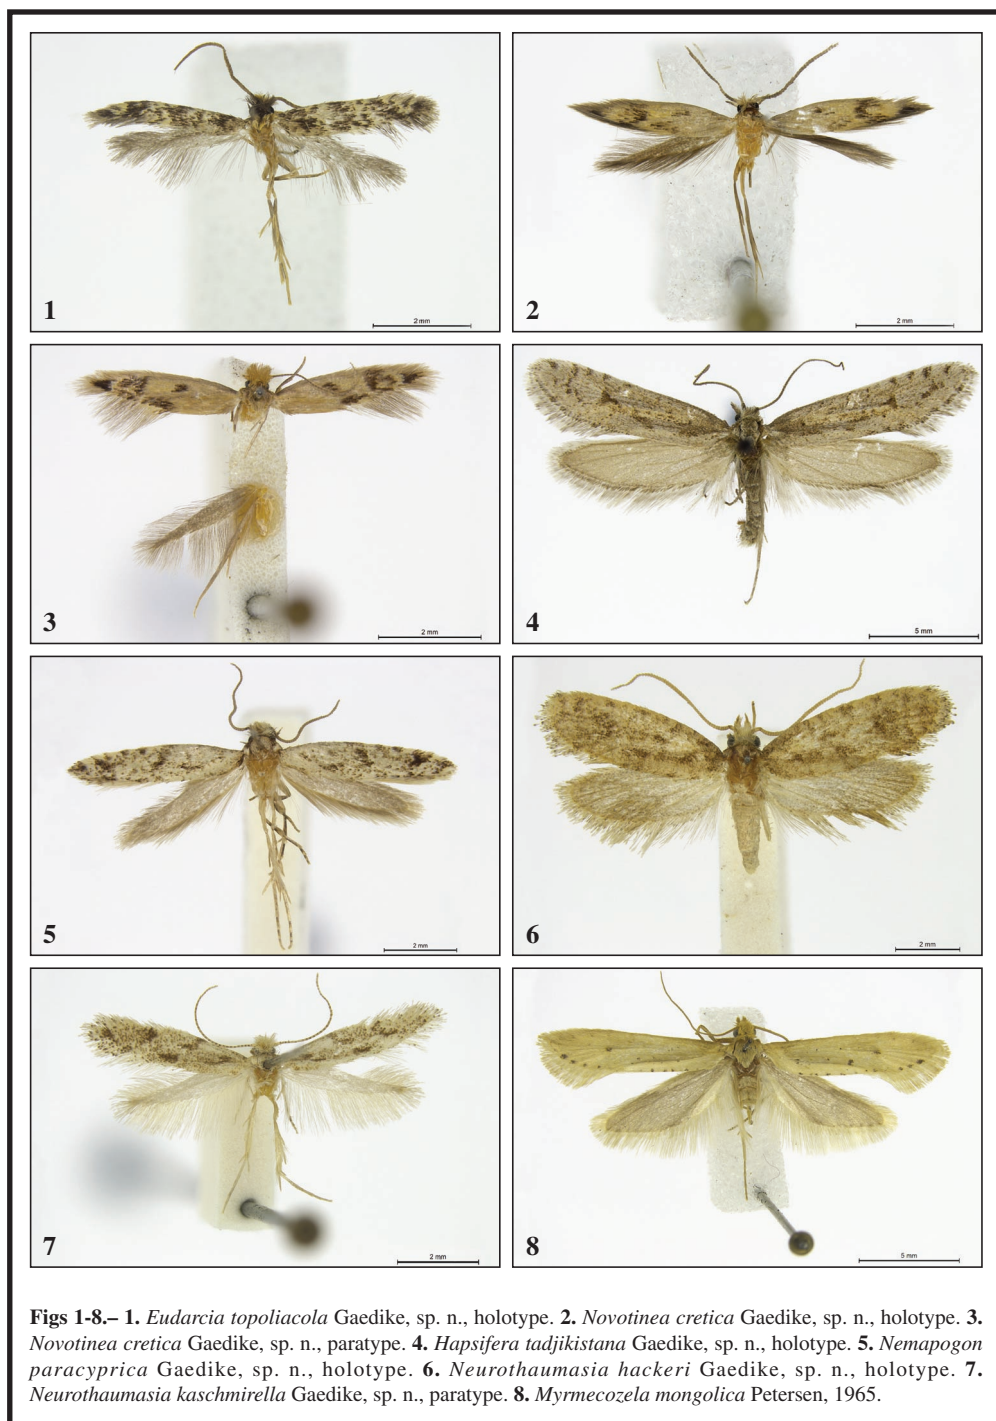 2 mm
1
2 mm
2
2 mm
3
5 mm
4
2 mm
5
2 mm
6
2 mm
7
5 mm
8
Figs 1-8.– 1. Eudarcia topoliacola Gaedike, sp. n., holotype. 2. Novotinea cretica Gaedike, sp. n., holotype. 3.
Novotinea cretica Gaedike, sp. n., paratype. 4. Hapsifera tadjikistana Gaedike, sp. n., holotype. 5. Nemapogon
paracyprica Gaedike, sp. n., holotype. 6. Neurothaumasia hackeri Gaedike, sp. n., holotype. 7.
Neurothaumasia kaschmirella Gaedike, sp. n., paratype. 8. Myrmecozela mongolica Petersen, 1965.